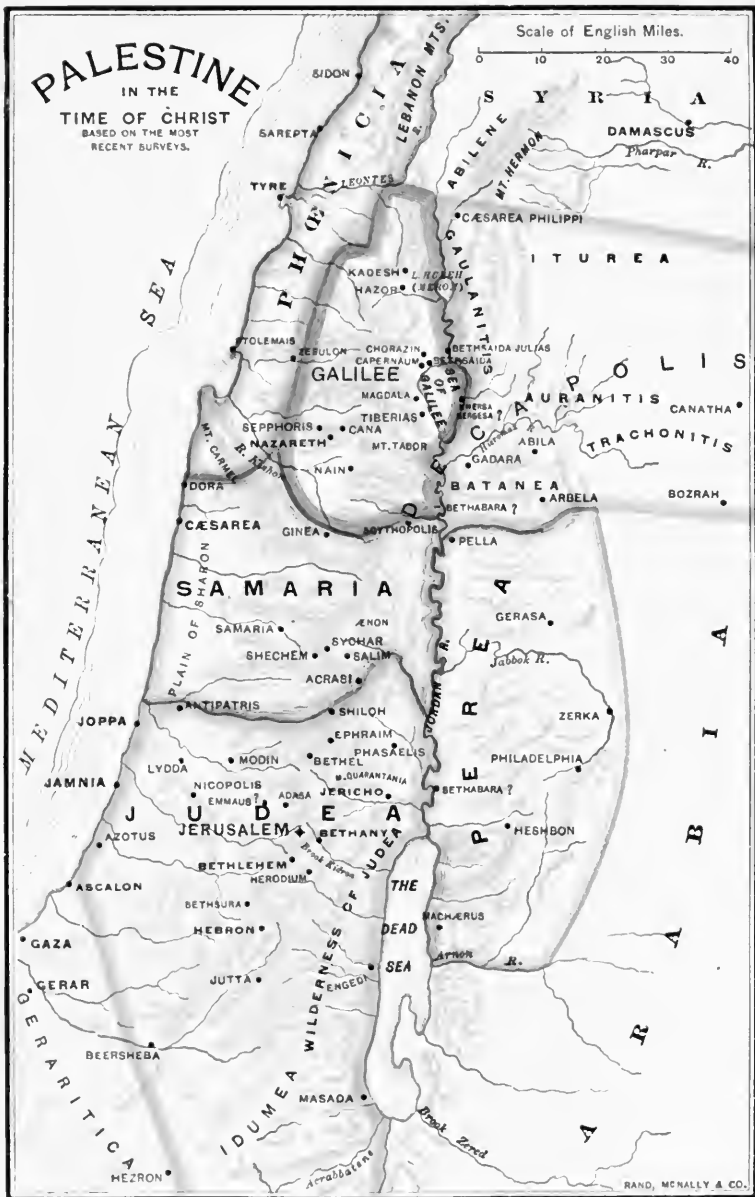 PALESTINE
IN THE
TIME OF CHRIST
BASED ON THE MOST
RECENT SURVEYS.
Scale of English Miles.
0 10 20 30 40
SIDON
PHŒNICIA
LEBANON MTS.
R.
SYRIA
DAMASCUS
Pharpar R.
SAREPTA
ABILENE
MT. HERMON
LEONTES
TYRE
CÆSAREA PHILIPPI
ITUREA
GAULANITIS
KADESH
HAZOR
(MEROM)
MEDITERRANEAN SEA
PTOLEMAIS
ZEBULON
CHORAZIN
BETHSAIDA JULIAS
CAPERNAUM
BETHSAIDA
GALILEE
SEA OF GALILEE
DECAPOLIS
MAGDALA
AURANITIS
CANATHA
TIBERIAS
SEPPHORIS
CANA
NAZARETH
MT. TABOR
ABILA
TRACHONITIS
MT. CARMEL
R. Kishon
GADARA
NAIN
BATANEA
DORA
ARBELA
BOZRAH
BETHABARA ?
CÆSAREA
GINEA
SCYTHOPOLIS
PELLA
SAMARIA
PLAIN OF SHARON
PEREA
ÆNON
GERASA
SAMARIA
SYCHAR
SHECHEM
SALIM
JORDAN R.
Jabbok R.
ACRABI
ANTIPATRIS
SHILOH
ZERKA
JOPPA
EPHRAIM
PHASAELIS
LYDDA
MODIN
BETHEL
PHILADELPHIA
M. QUARANTANIA
JAMNIA
NICOPOLIS
JERICHO
BETHABARA ?
EMMAUS ?
ADASA
JUDEA
JERUSALEM
BETHANY
HESHBON
AZOTUS
Brook Kidron
BETHLEHEM
HERODIUM
THE DEAD SEA
ASCALON
BETHSURA
WILDERNESS OF JUDEA
HEBRON
MACHÆRUS
GAZA
Arnon R.
GERAR
JUTTA
ENGEDI
ARABIA
GERARITICA
BEERSHEBA
IDUMEA
MASADA
Brook Zered
Acrabbatene
HEZRON
RAND, MCNALLY & CO.